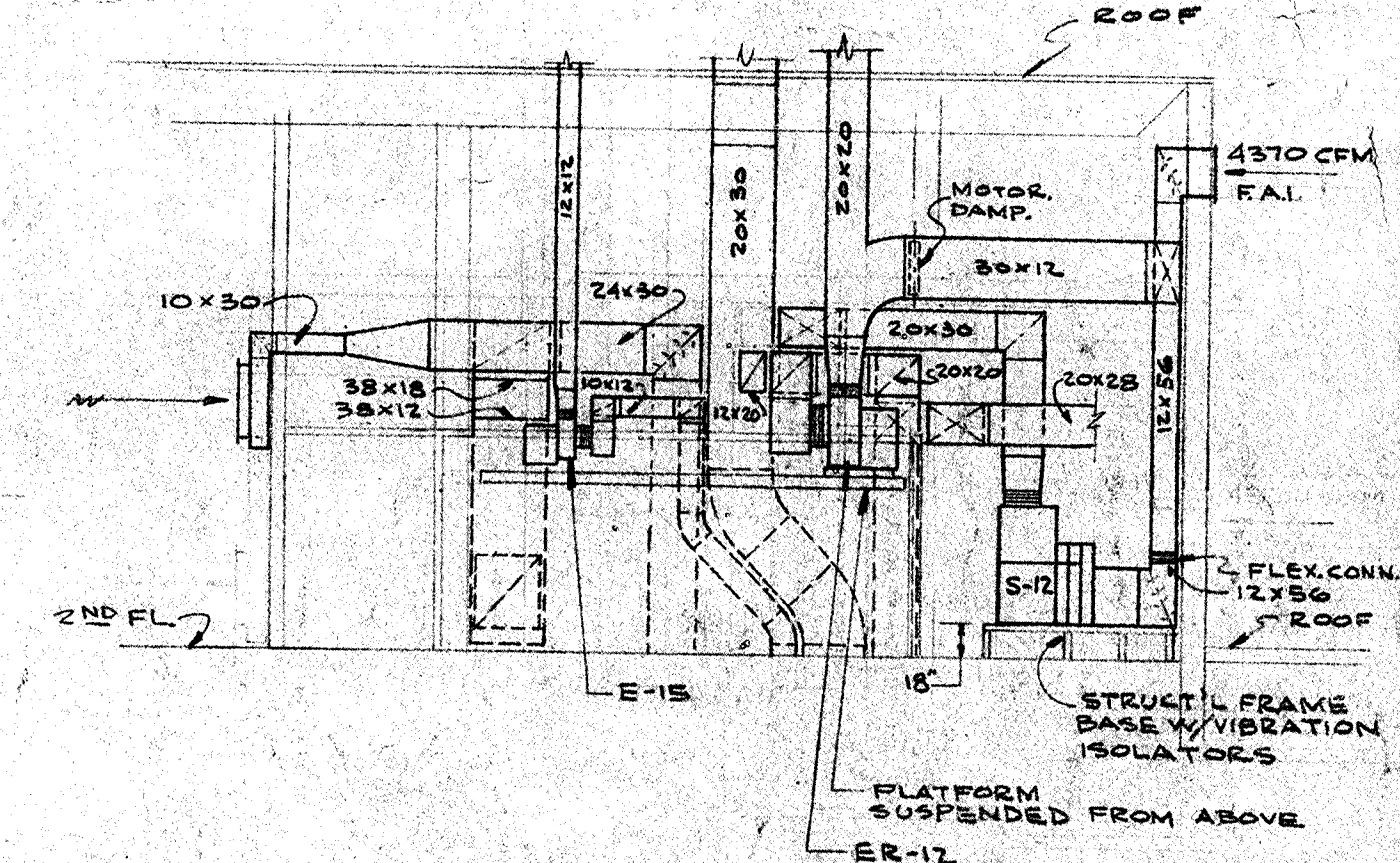 ROOF
4370 CFM
F.A.I.
12X12
20X30
20X20
MOTOR.
DAMP.
30X12
10X30
24X30
20X30
38X18
38X12
10X12
12X20
20X20
20X28
12X56
S-12
FLEX.CONN.
12X56
ROOF
2ND FL
18"
E-15
STRUCT'L FRAME
BASE W/VIBRATION
ISOLATORS
PLATFORM
SUSPENDED FROM ABOVE
ER-12